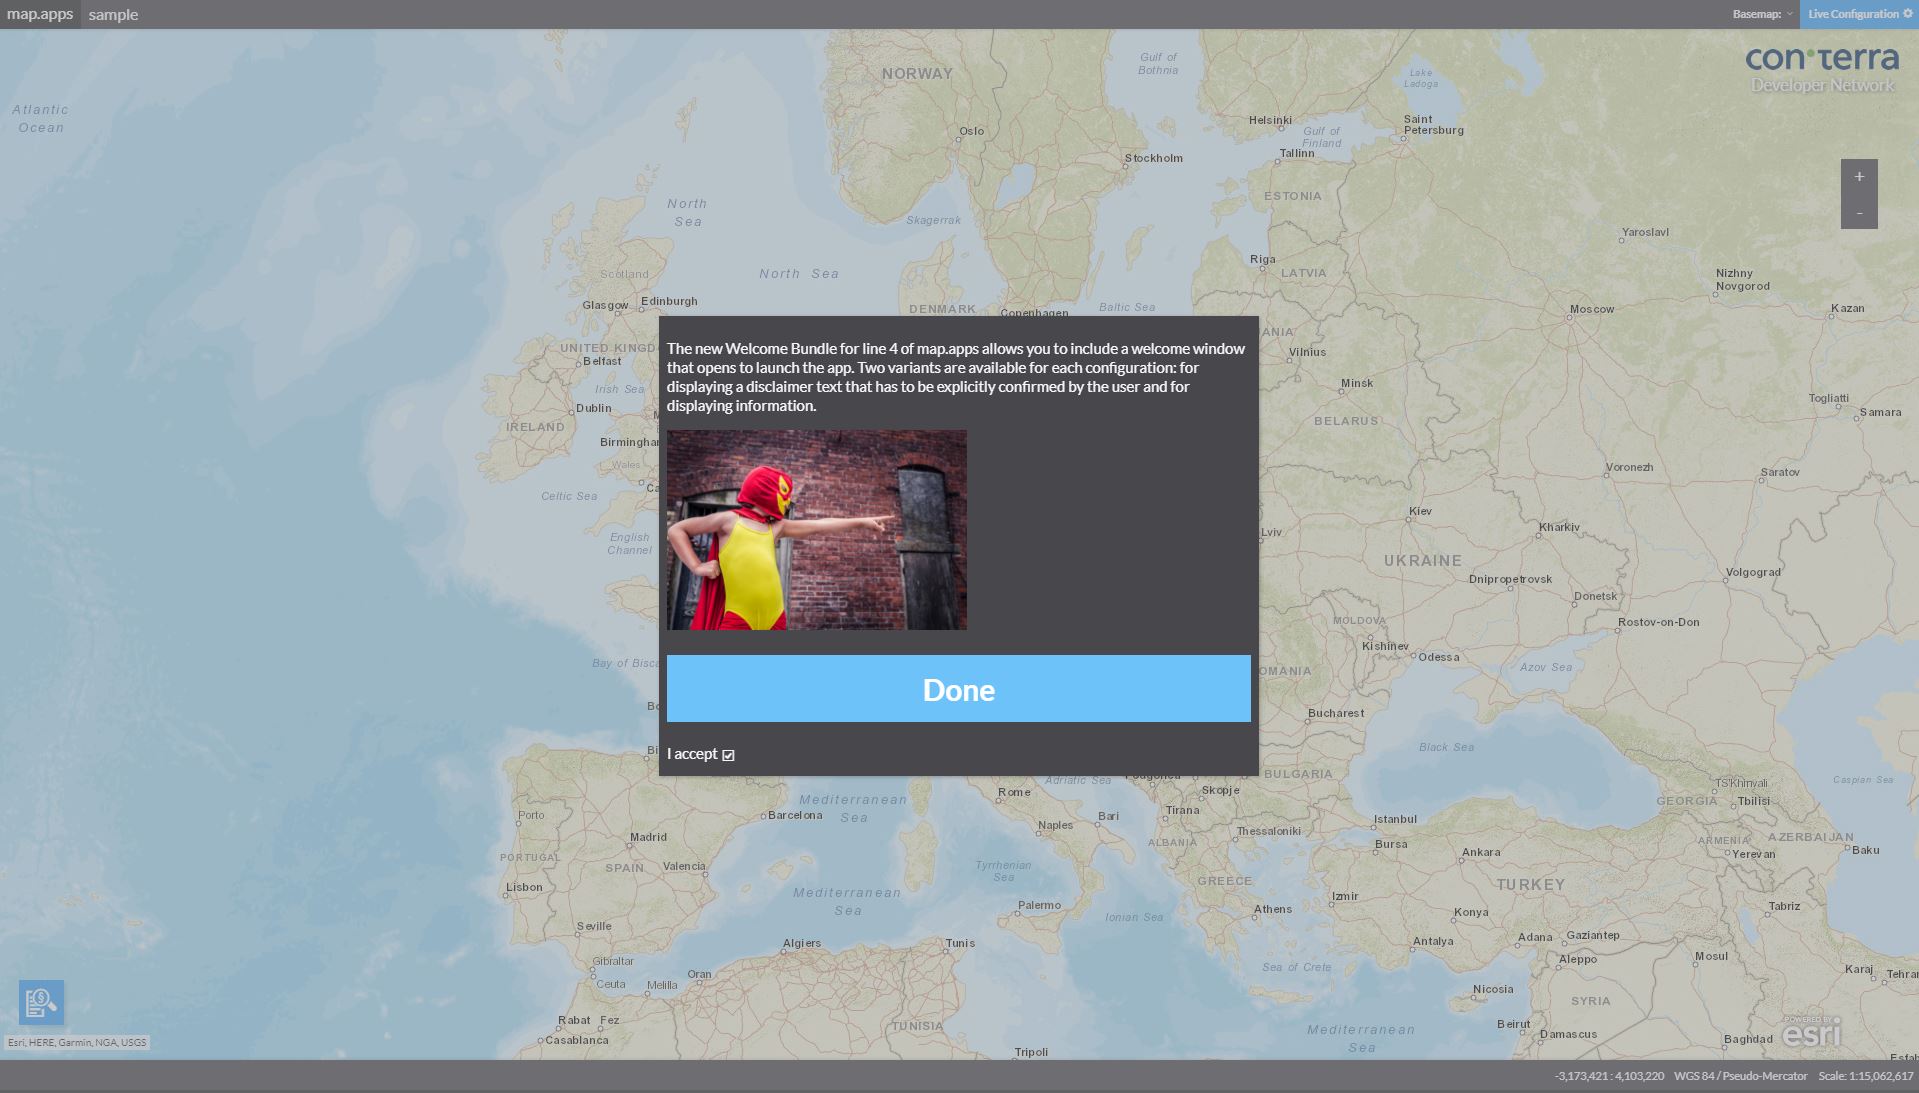 map.apps sample
Basemap: Live Configuration
con terra
Developer Network
Atlantic
Ocean
NORWAY
Gulf of
Bothnia
Lake
Ladoga
Oslo
Helsinki
Gulf of
Finland
Saint
Petersburg
Stockholm
Tallinn
+
-
North
Sea
Skagerrak
ESTONIA
Yaroslavl
North Sea
Scotland
Riga
LATVIA
Nizhny
Novgorod
Glasgow
Edinburgh
DENMARK
Copenhagen
Baltic Sea
Moscow
Kazan
UNITED KINGD
Belfast
ANIA
Vilnius
Irish Sea
Dublin
IRELAND
Birmingha
Minsk
BELARUS
Togliatti
Samara
Wales
Ca
Celtic Sea
Voronezh
Saratov
English
Channel
Kiev
Lviv
Kharkiv
UKRAINE
Dnipropetrovsk
Donetsk
Volgograd
MOLDOVA
Kishinev
Odessa
Rostov-on-Don
Azov Sea
Bay of Bisca
OMANIA
Bucharest
Bo
Black Sea
Bi
The new Welcome Bundle for line 4 of map.apps allows you to include a welcome window
that opens to launch the app. Two variants are available for each configuration: for
displaying a disclaimer text that has to be explicitly confirmed by the user and for
displaying information.
Done
I accept
Adriatic Sea
Podgorica
BULGARIA
Caspian Sea
TS'Khinvali
GEORGIA
Tbilisi
Mediterranean
Sea
Rome
Skopje
Porto
Barcelona
Tirana
Bari
Naples
Istanbul
Thessaloniki
Madrid
ALBANIA
Bursa
Ankara
ARMENIA
Yerevan
AZERBAIJAN
Baku
PORTUGAL
SPAIN
Valencia
Tyrrhenian
Sea
GREECE
TURKEY
Lisbon
Mediterranean
Sea
Palermo
Ionian Sea
Athens
Izmir
Konya
Tabriz
Seville
Algiers
Tunis
Antalya
Adana
Gaziantep
Gibraltar
Ceuta
Melilla
Oran
Sea of Crete
Aleppo
Mosul
Karaj
Tehran
Nicosia
SYRIA
Rabat
Fez
Casablanca
TUNISIA
Mediterranean
Sea
Beirut
Damascus
Baghdad
Tripoli
Esfah
POWERED BY
esri
Esri, HERE, Garmin, NGA, USGS
-3,173,421 : 4,103,220 WGS 84 / Pseudo-Mercator Scale: 1:15,062,617